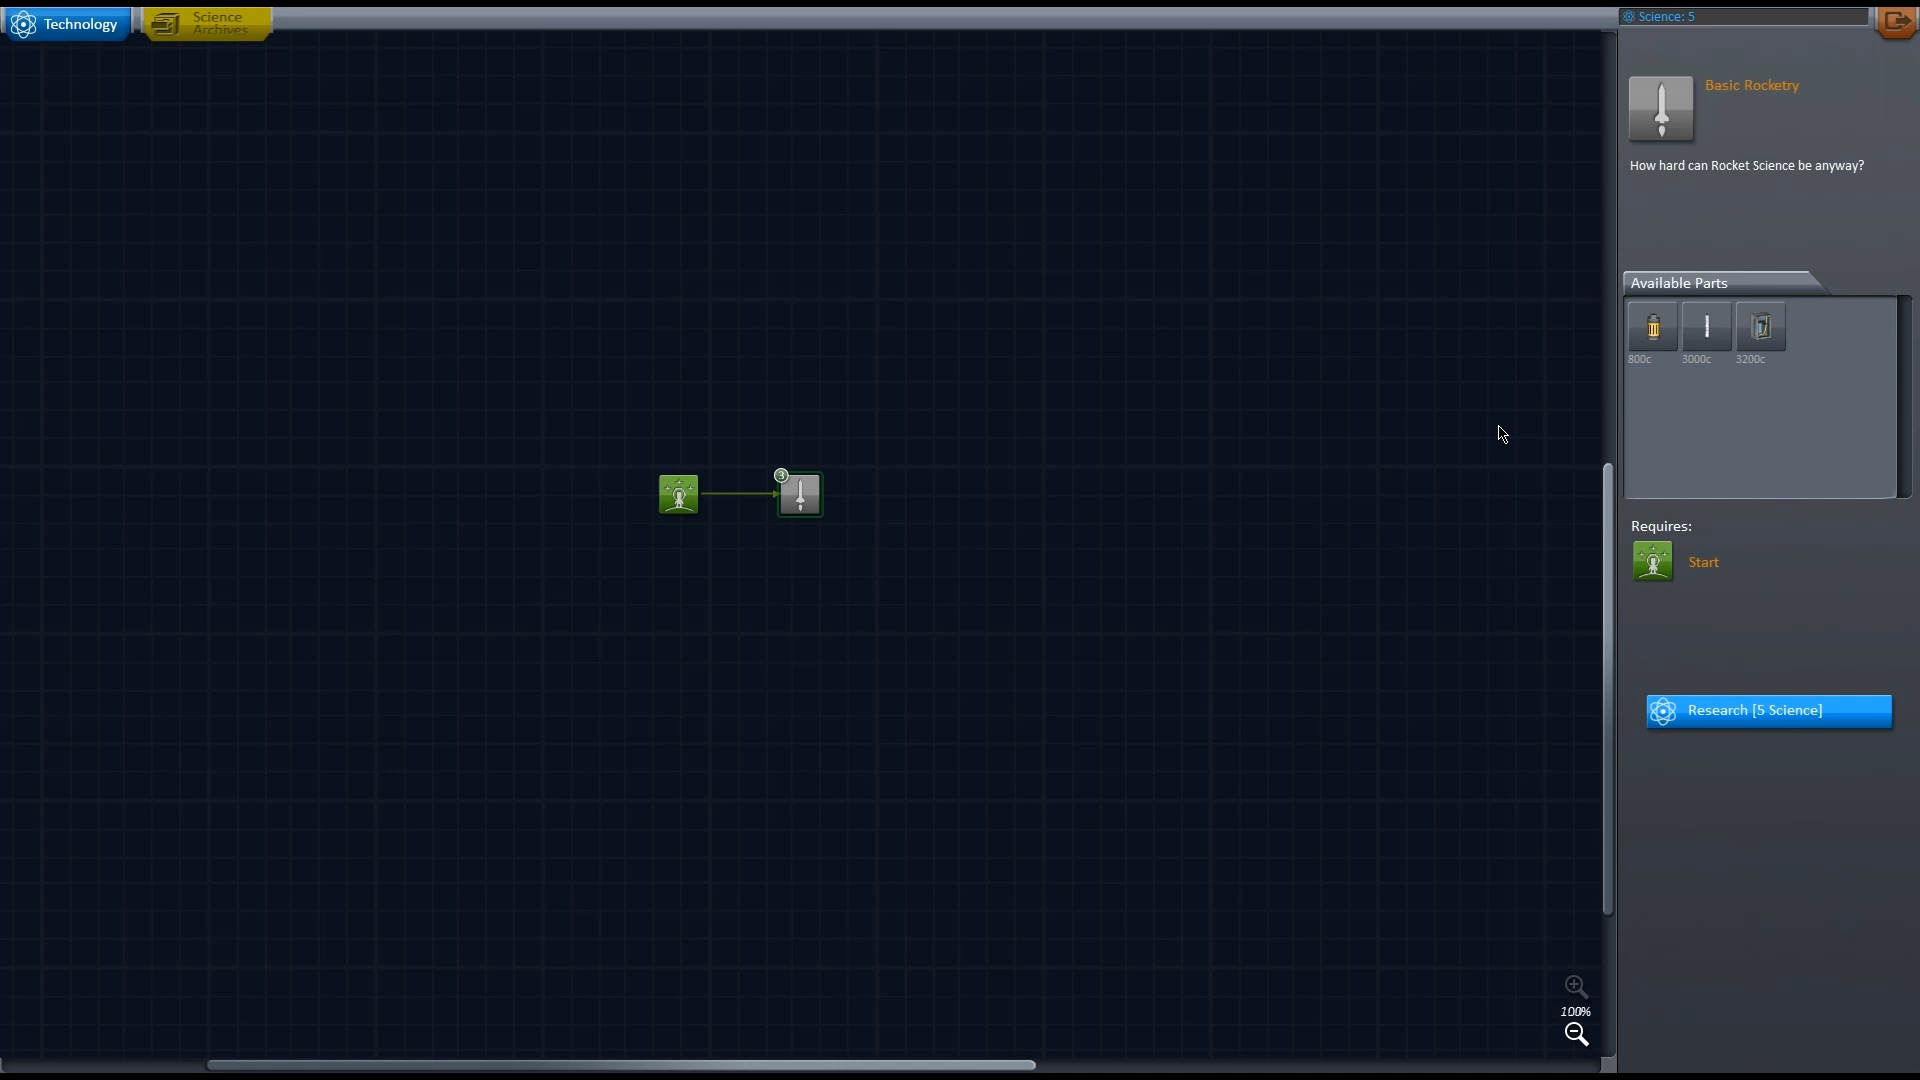 Technology
Science
Archives
Science: 5
Basic Rocketry
How hard can Rocket Science be anyway?
Available Parts
800c
3000c
3200c
3
Requires:
Start
Research [5 Science]
100%